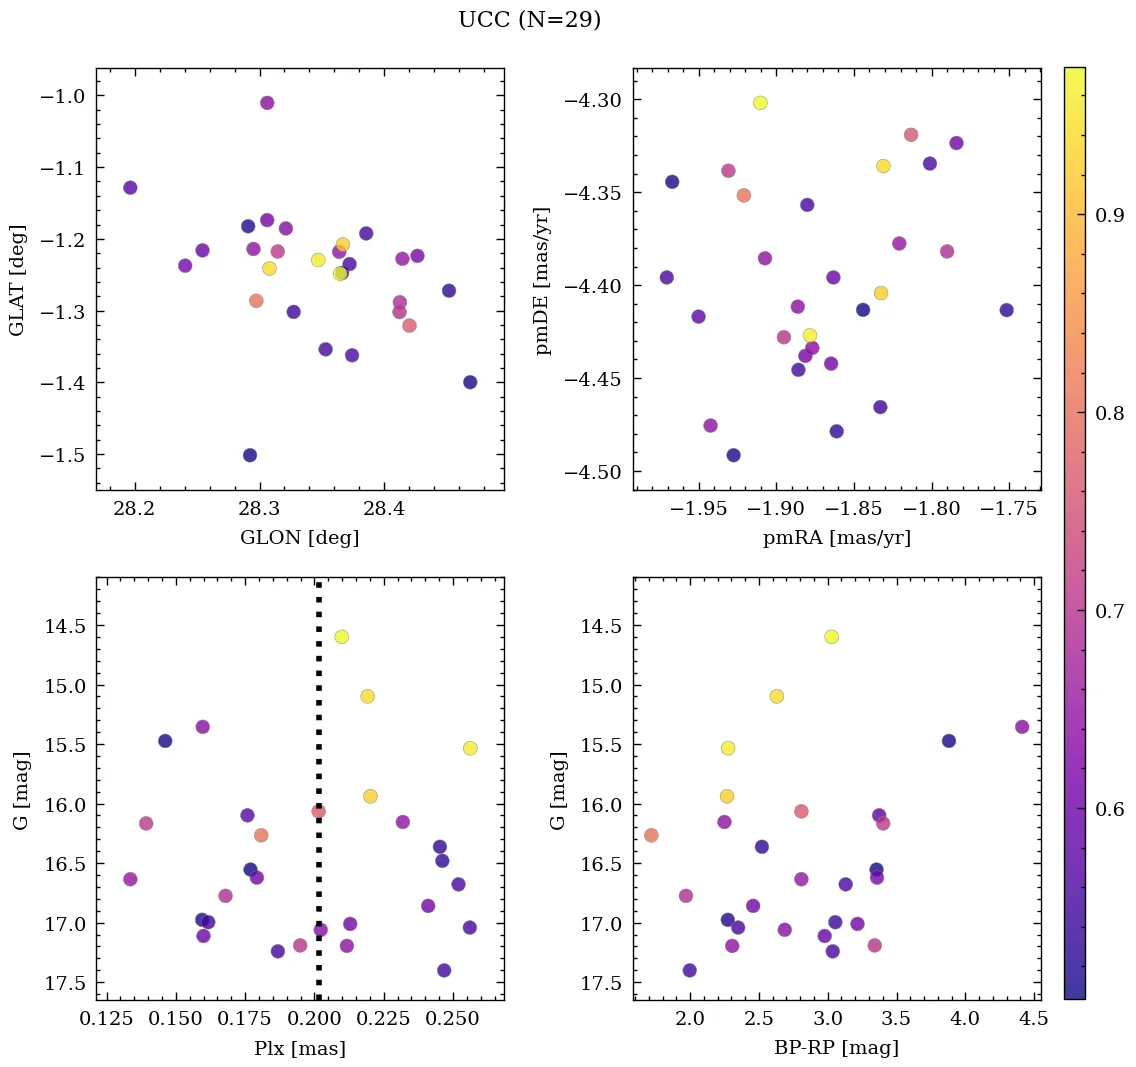 UCC (N=29)
−1.0
−1.1
−1.2
−1.3
−1.4
−1.5
GLAT [deg]
28.2 28.3 28.4
GLON [deg]
−4.30
−4.35
−4.40
−4.45
−4.50
pmDE [mas/yr]
−1.95 −1.90 −1.85 −1.80 −1.75
pmRA [mas/yr]
0.9
0.8
0.7
0.6
14.5
15.0
15.5
16.0
16.5
17.0
17.5
G [mag]
0.125 0.150 0.175 0.200 0.225 0.250
Plx [mas]
14.5
15.0
15.5
16.0
16.5
17.0
17.5
G [mag]
2.0 2.5 3.0 3.5 4.0 4.5
BP-RP [mag]